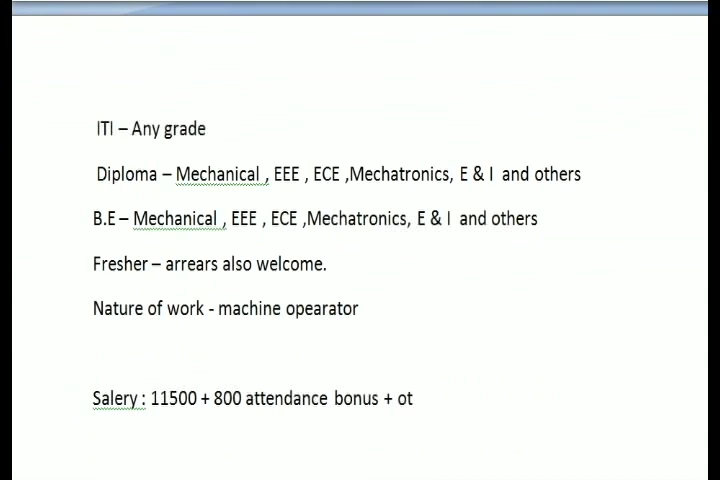 ITI – Any grade
Diploma – Mechanical , EEE , ECE ,Mechatronics, E & I and others
B.E – Mechanical , EEE , ECE ,Mechatronics, E & I and others
Fresher – arrears also welcome.
Nature of work - machine opearator
Salery : 11500 + 800 attendance bonus + ot